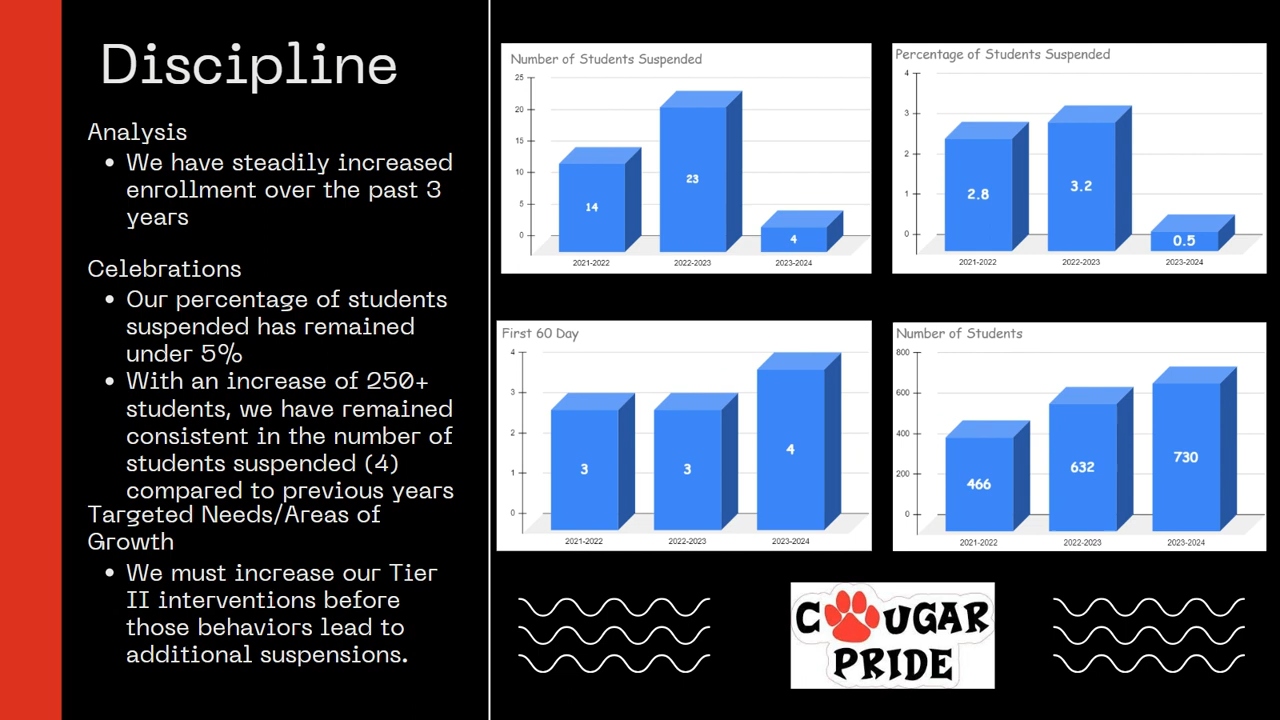 Discipline
Analysis
• We have steadily increased
enrollment over the past 3
years
Celebrations
• Our percentage of students
suspended has remained
under 5%
• With an increase of 250+
students, we have remained
consistent in the number of
students suspended (4)
compared to previous years
Targeted Needs/Areas of
Growth
• We must increase our Tier
II interventions before
those behaviors lead to
additional suspensions.
Number of Students Suspended
25
20
15
10
5
0
14
23
4
2021-2022 2022-2023 2023-2024
Percentage of Students Suspended
4
3
2
1
0
2.8
3.2
0.5
2021-2022 2022-2023 2023-2024
First 60 Day
4
3
2
1
0
3
3
4
2021-2022 2022-2023 2023-2024
Number of Students
800
600
400
200
0
466
632
730
2021-2022 2022-2023 2023-2024
C UGAR
PRIDE